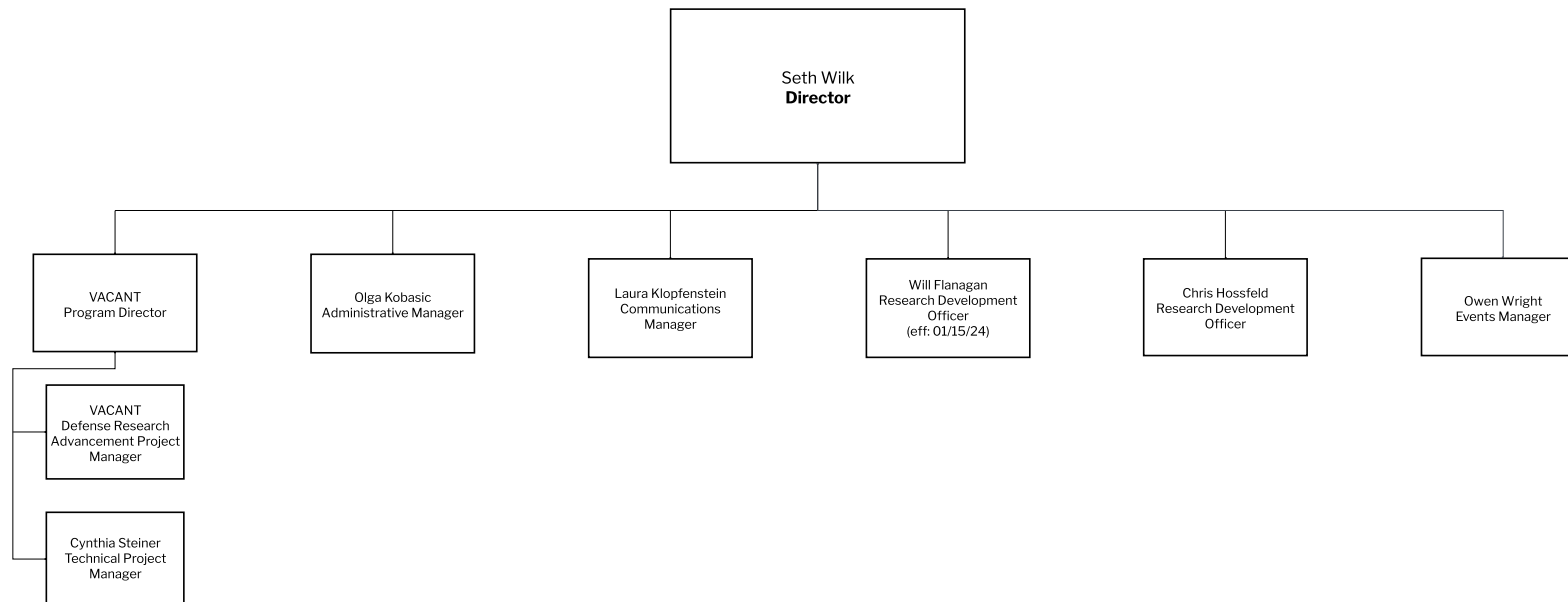 Seth Wilk
Director
VACANT
Program Director
Olga Kobasic
Administrative Manager
Laura Klopfenstein
Communications
Manager
Will Flanagan
Research Development
Officer
(eff: 01/15/24)
Chris Hossfeld
Research Development
Officer
Owen Wright
Events Manager
VACANT
Defense Research
Advancement Project
Manager
Cynthia Steiner
Technical Project
Manager